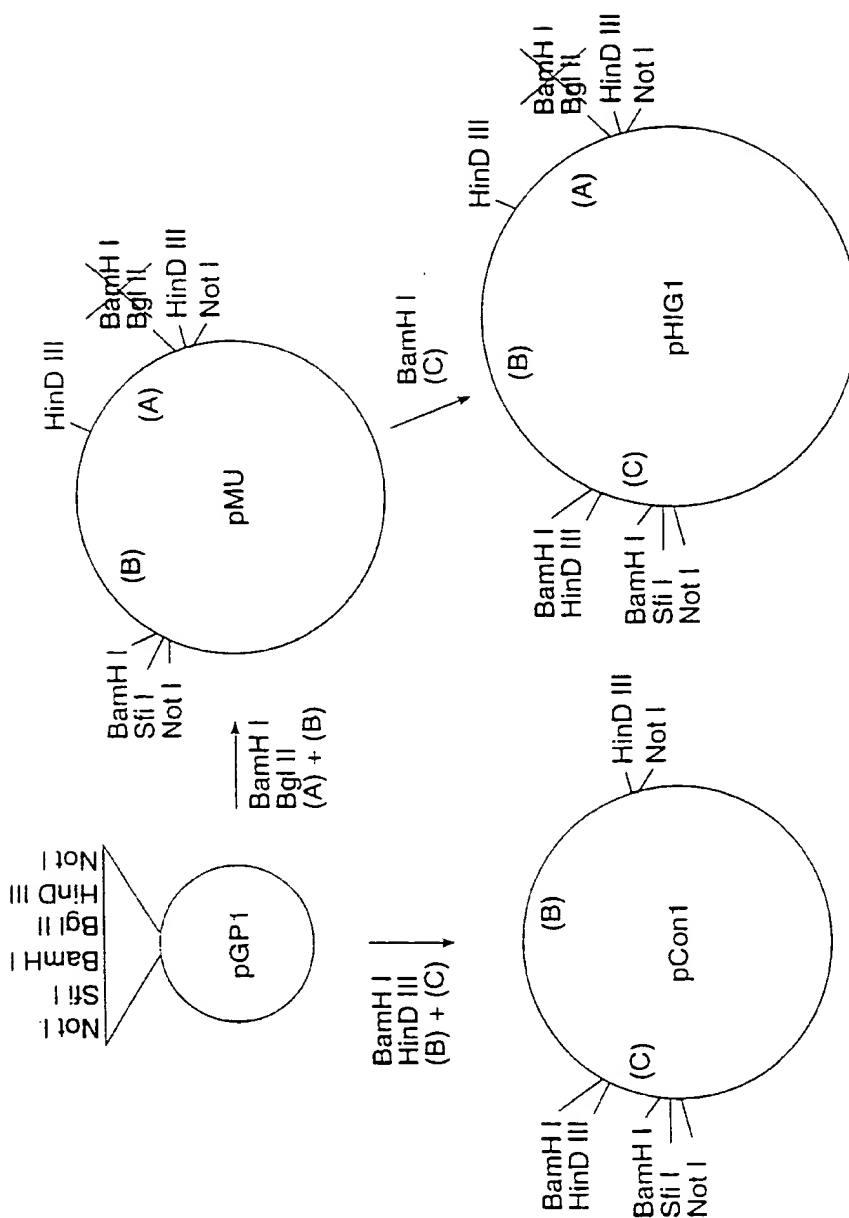 Not I
Sfi I
BamH I
Bgl II
HinD III
Not I
pGP1
BamH I
Bgl II
(A) + (B)
BamH I
Sfi I
Not I
(B)
HinD III
(A)
BamH I
Bgl II
HinD III
Not I
pMU
BamH I
HinD III
(B) + (C)
BamH I
(C)
BamH I
HinD III
(C)
BamH I
Sfi I
Not I
(B)
HinD III
Not I
pCon1
BamH I
HinD III
(C)
BamH I
Sfi I
Not I
(B)
HinD III
(A)
BamH I
Bgl II
HinD III
Not I
pHIG1